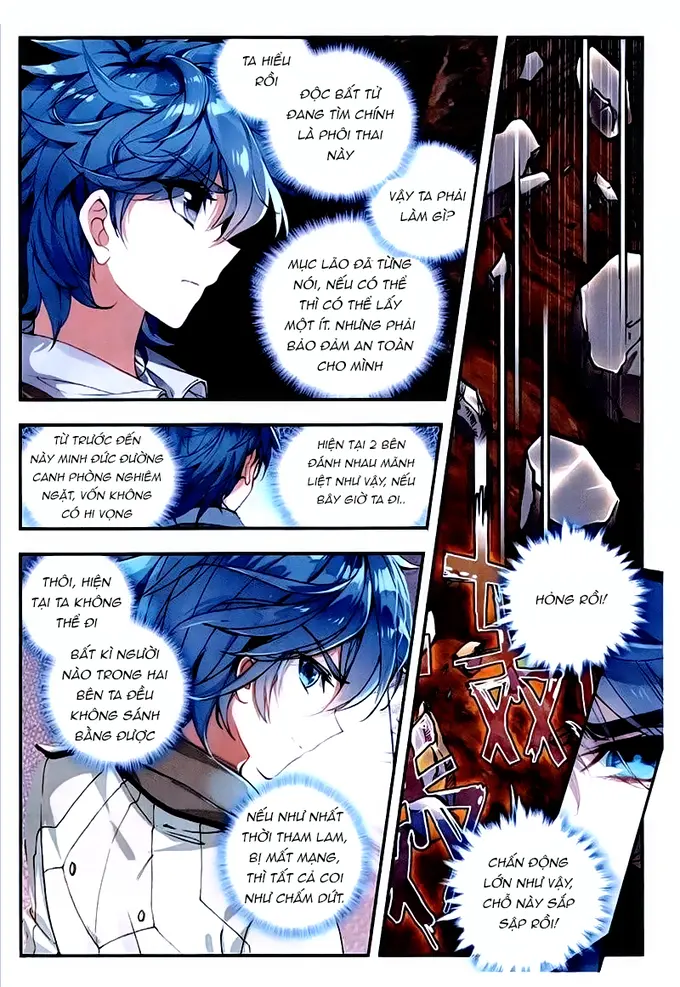 TA HIỂU
RỒI
ĐỘC BẤT TỬ
ĐANG TÌM CHÍNH
LÀ PHÔI THAI
NÀY
VẬY TA PHẢI
LÀM GÌ?
MỤC LÃO ĐÃ TỪNG
NÓI, NẾU CÓ THỂ
THÌ CÓ THỂ LẤY
MỘT ÍT. NHƯNG PHẢI
BẢO ĐẢM AN TOÀN
CHO MÌNH
TỪ TRƯỚC ĐẾN
NÀY MINH ĐỨC ĐƯỜNG
CANH PHÒNG NGHIÊM
NGẶT, VỐN KHÔNG
CÓ HI VỌNG
HIỆN TẠI 2 BÊN
ĐÁNH NHAU MÃNH
LIỆT NHƯ VẬY, NẾU
BÂY GIỜ TA ĐI..
THÔI, HIỆN
TẠI TA KHÔNG
THỂ ĐI
BẤT KÌ NGƯỜI
NÀO TRONG HAI
BÊN TA ĐỀU
KHÔNG SÁNH
BẰNG ĐƯỢC
NẾU NHƯ NHẤT
THỜI THAM LAM,
BỊ MẤT MẠNG,
THÌ TẤT CẢ COI
NHƯ CHẤM DỨT.
HỎNG RỒI!
CHẤN ĐỘNG
LỚN NHƯ VẬY,
CHỖ NÀY SẮP
SẬP RỒI!